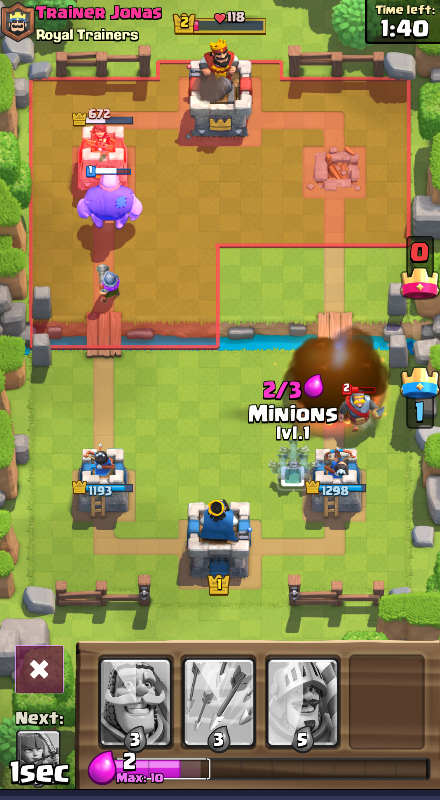 Trainer Jonas
Royal Trainers
2
118
Time left:
1:40
672
1
0
2/3
2
Minions
lvl.1
1
1193
1298
1
Next:
1sec
3
3
5
2
Max:10